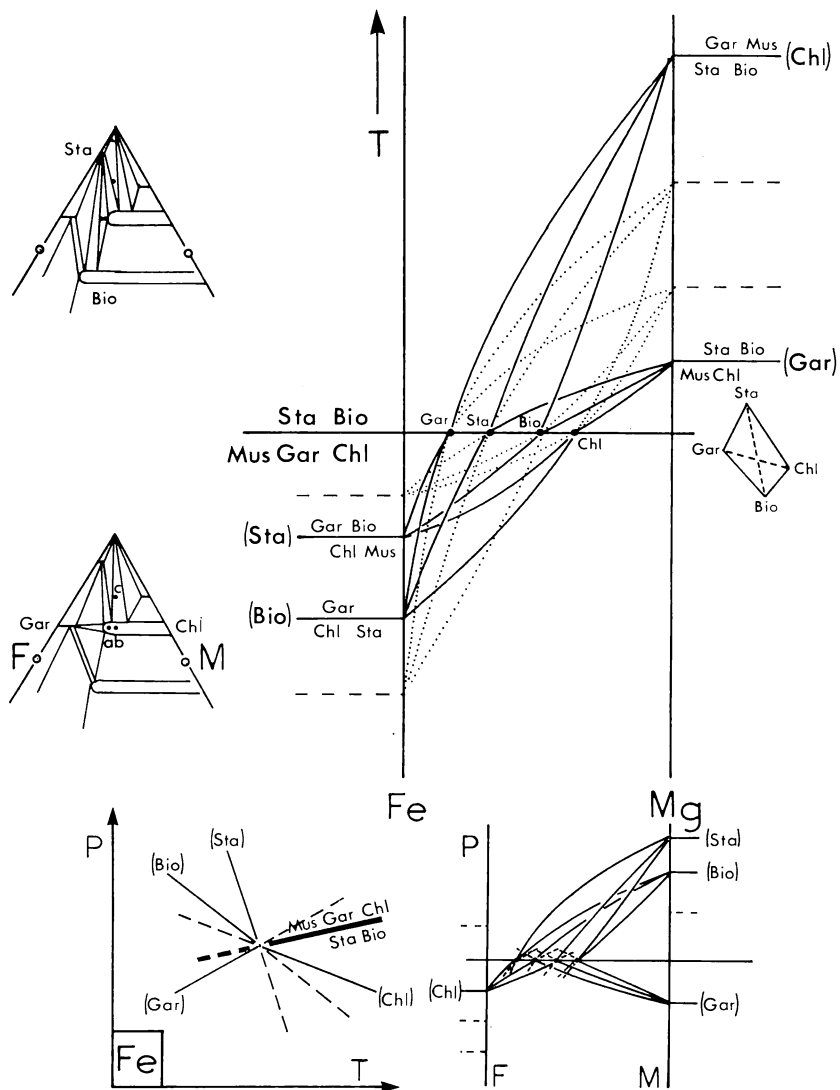 T
Gar Mus (Chl)
Sta Bio
Sta
Bio
Sta Bio (Gar)
Mus Chl
Sta
Gar
Chl
Bio
Sta Bio
Mus Gar Chl
Gar Sta Bio
Chl
(Sta) Gar Bio
Chl Mus
(Bio) Gar
Chl Sta
c
Gar Chl
a b
F M
Fe Mg
P
(Sta)
(Bio)
Mus Gar Chl
Sta Bio
(Gar)
(Chl)
Fe
T
P
(Sta)
(Bio)
(Chl)
(Gar)
F M